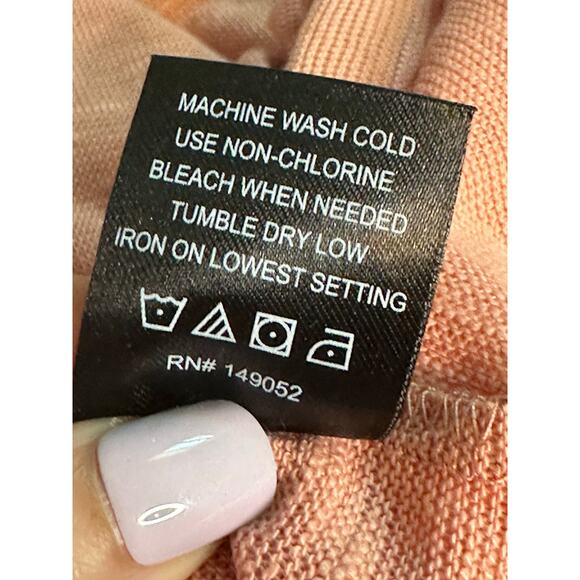 MACHINE WASH COLD
USE NON-CHLORINE
BLEACH WHEN NEEDED
TUMBLE DRY LOW
IRON ON LOWEST SETTING
RN# 149052